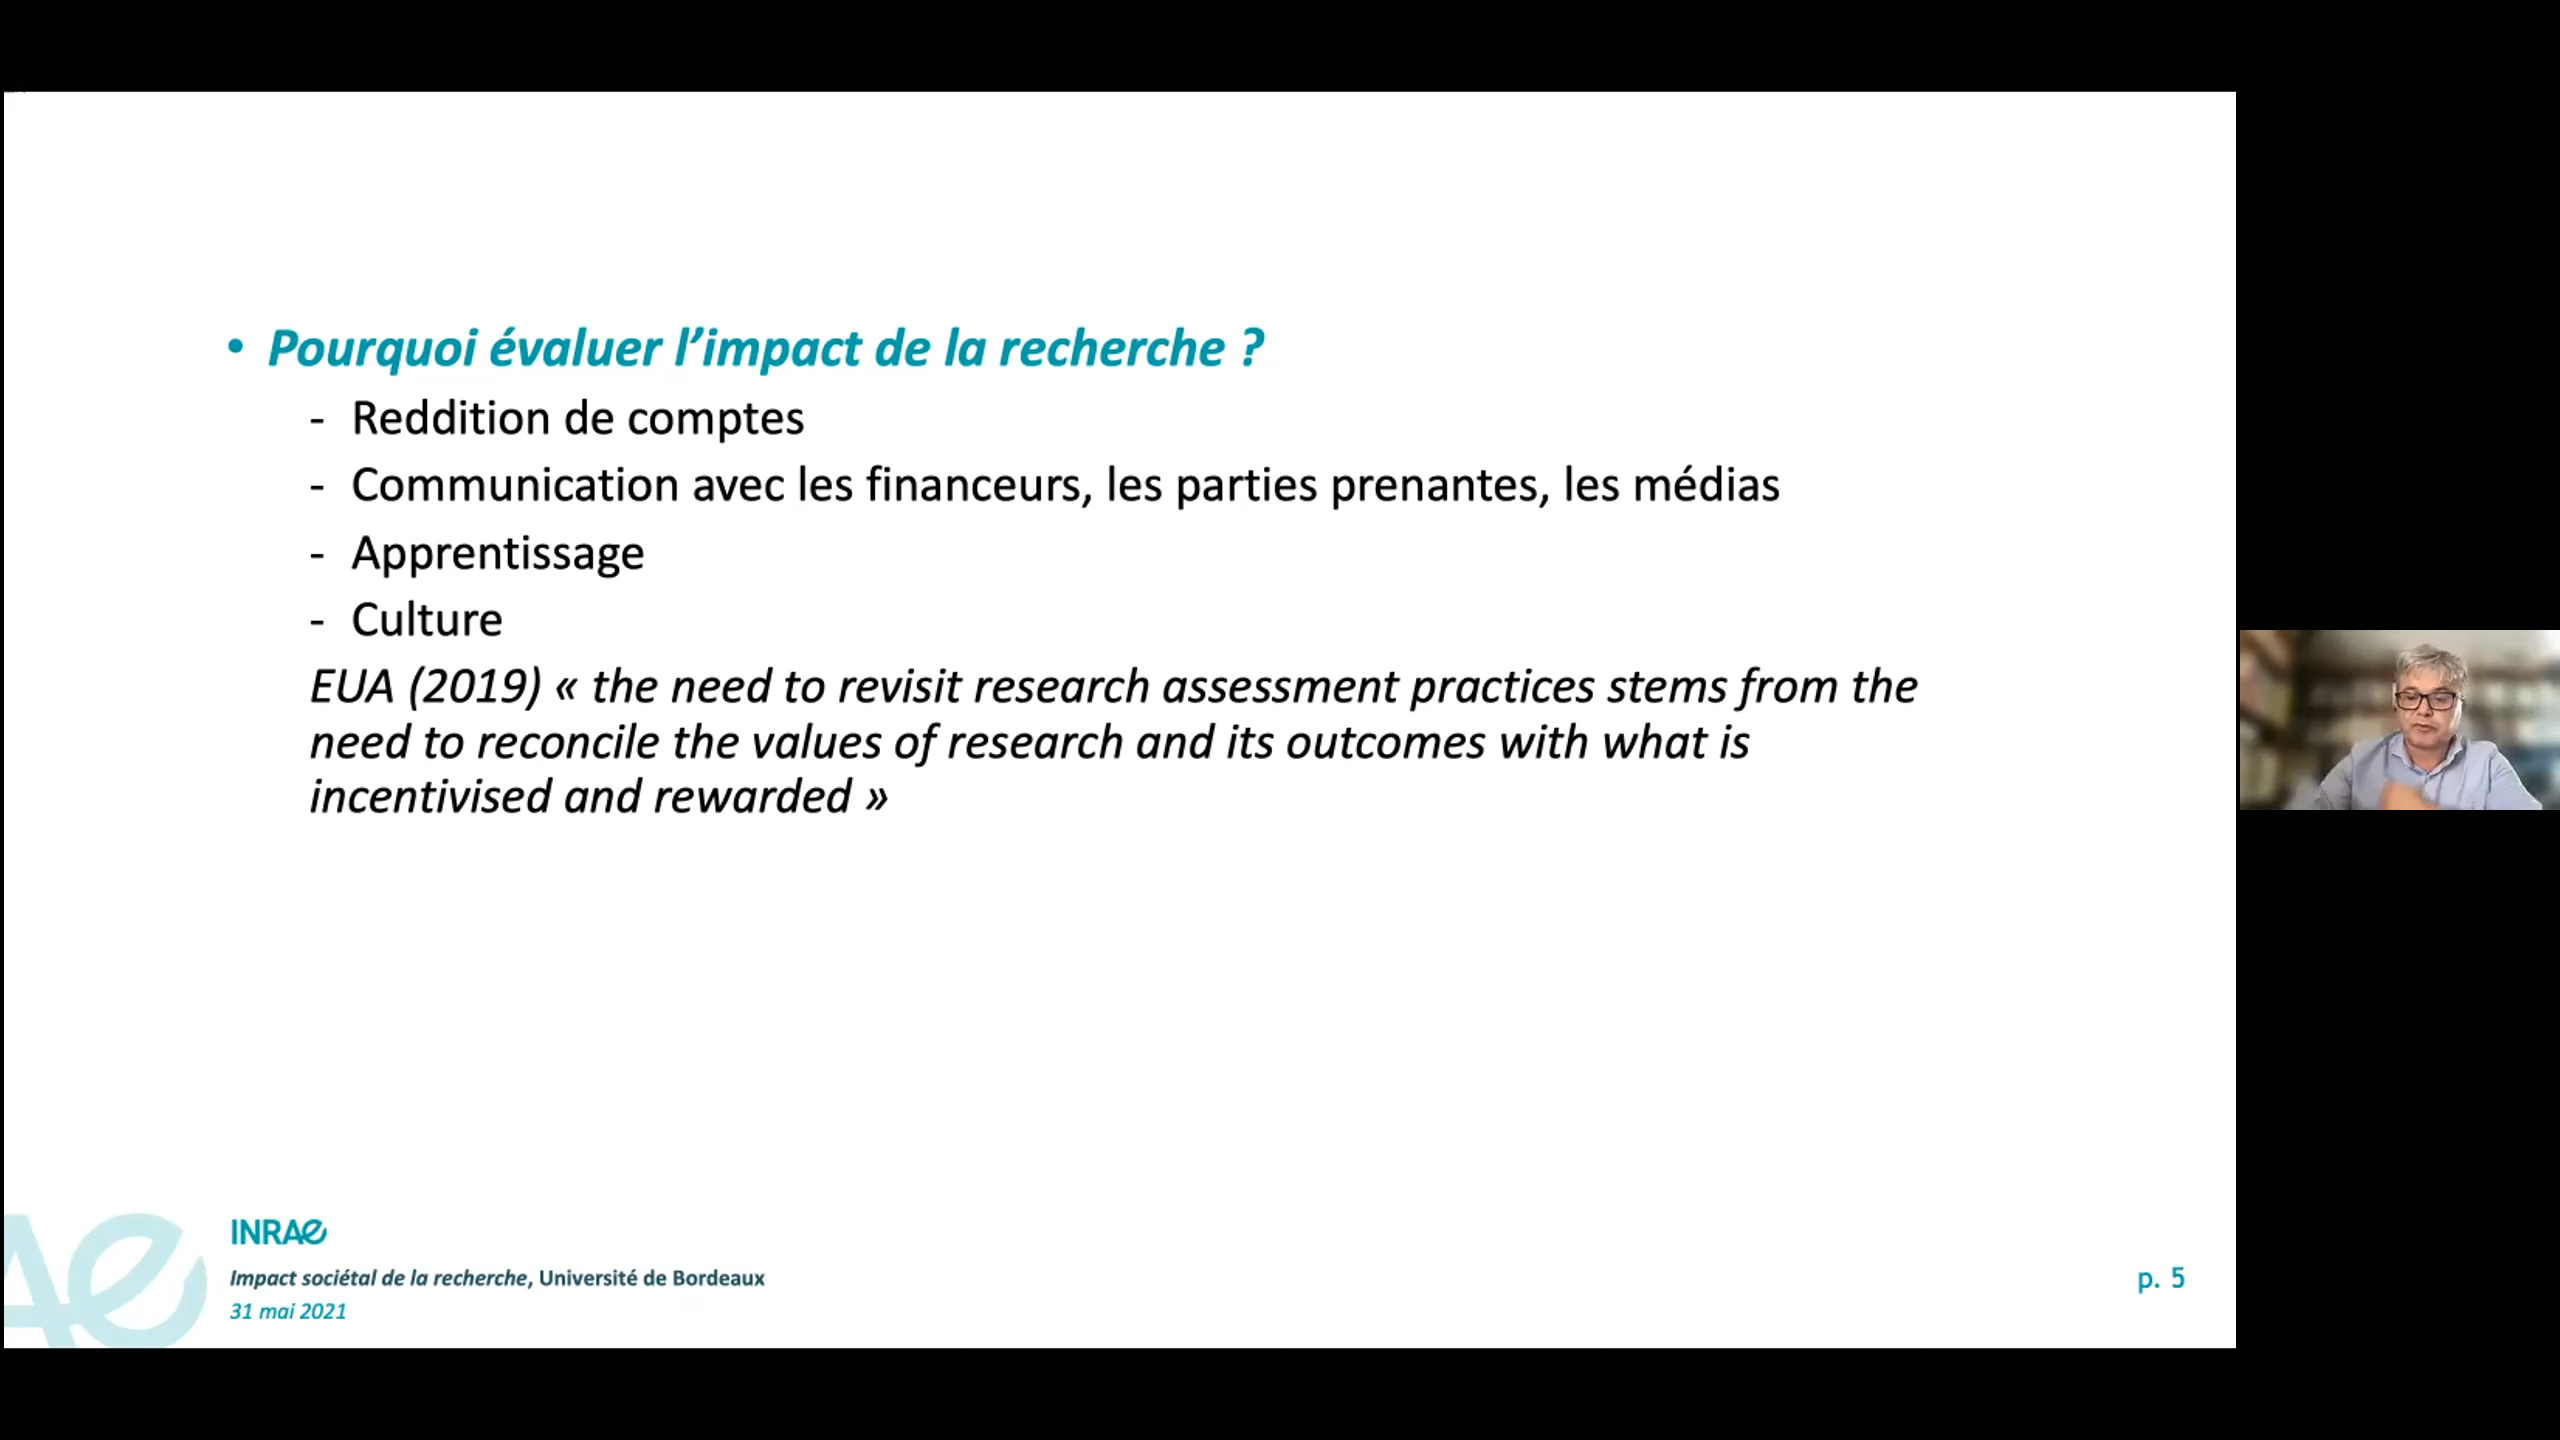 • Pourquoi évaluer l’impact de la recherche ?
- Reddition de comptes
- Communication avec les financeurs, les parties prenantes, les médias
- Apprentissage
- Culture
EUA (2019) « the need to revisit research assessment practices stems from the
need to reconcile the values of research and its outcomes with what is
incentivised and rewarded »
INRAE
Impact sociétal de la recherche, Université de Bordeaux
31 mai 2021
p. 5